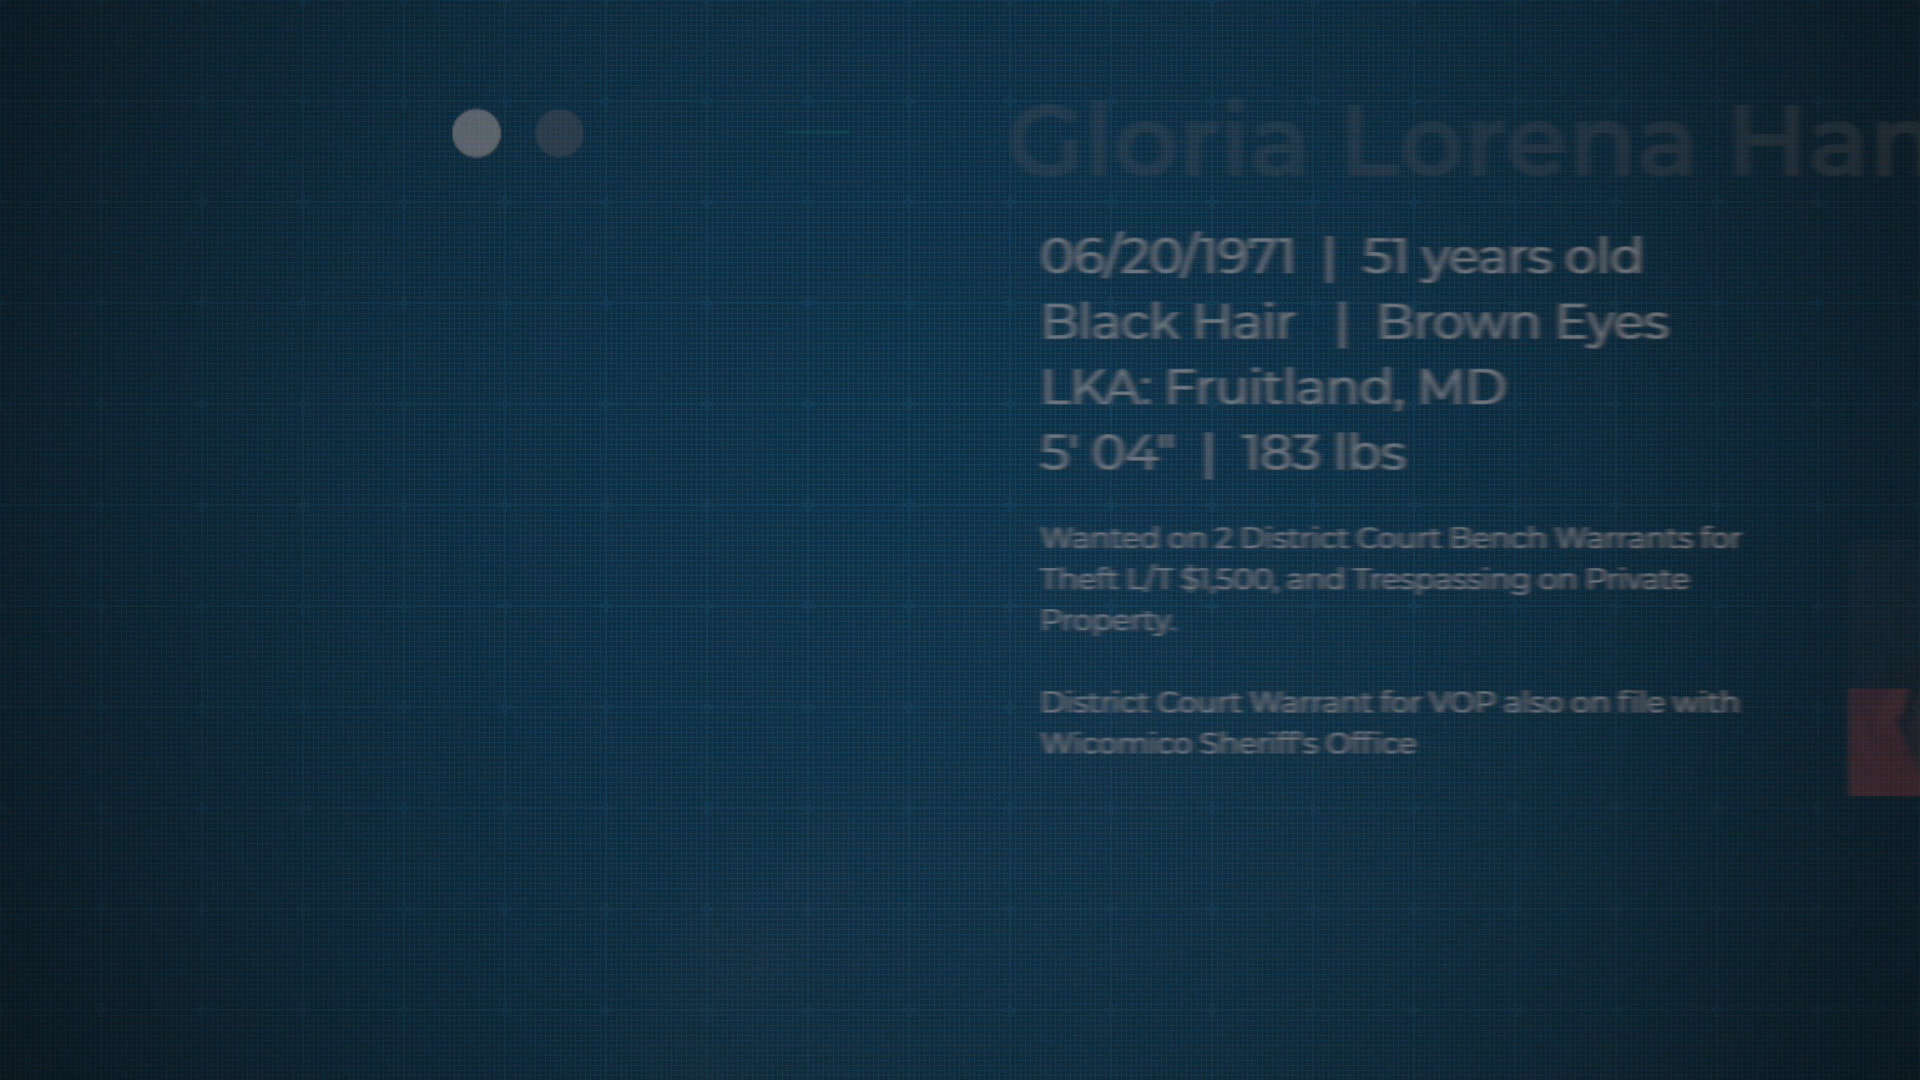 Gloria Lorena Han
06/20/1971 | 51 years old
Black Hair | Brown Eyes
LKA: Fruitland, MD
5' 04" | 183 lbs
Wanted on 2 District Court Bench Warrants for
Theft L/T $1,500, and Trespassing on Private
Property.
District Court Warrant for VOP also on file with
Wicomico Sheriff's Office